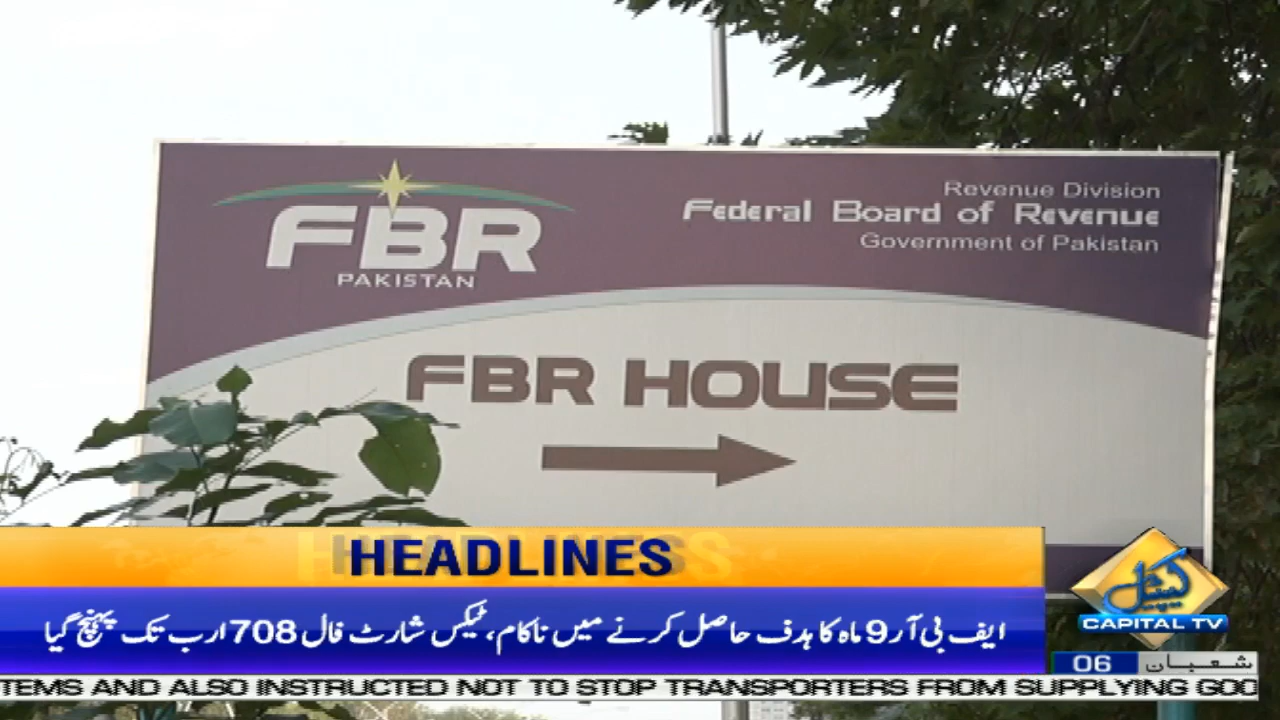 FBR
PAKISTAN
Revenue Division
Federal Board of Revenue
Government of Pakistan
FBR HOUSE
HEADLINES
ایف بی آر 9 ماہ کا ہدف حاصل کرنے میں ناکام، ٹیکس شارٹ فال 708 ارب تک پہنچ گیا
کیپیٹل
CAPITAL TV
06 شعبان
TEMS AND ALSO INSTRUCTED NOT TO STOP TRANSPORTERS FROM SUPPLYING GOO